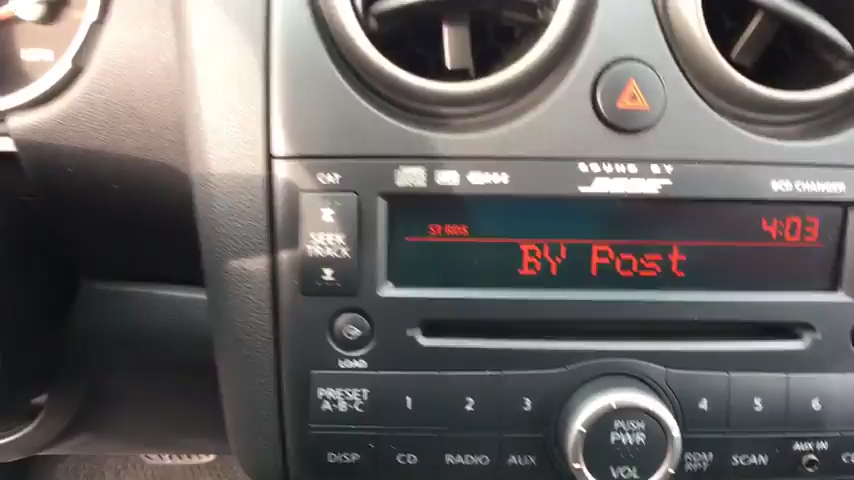 SOUND BY
CAT
BOSE
6CD CHANGER
ST RDS
4:03
SEEK
TRACK
BY Post
LOAD
PRESET
A·B·C
1
2
3
4
5
6
PUSH
PWR
VOL
DISP
CD
RADIO
AUX
RDM
RPT
SCAN
AUX IN